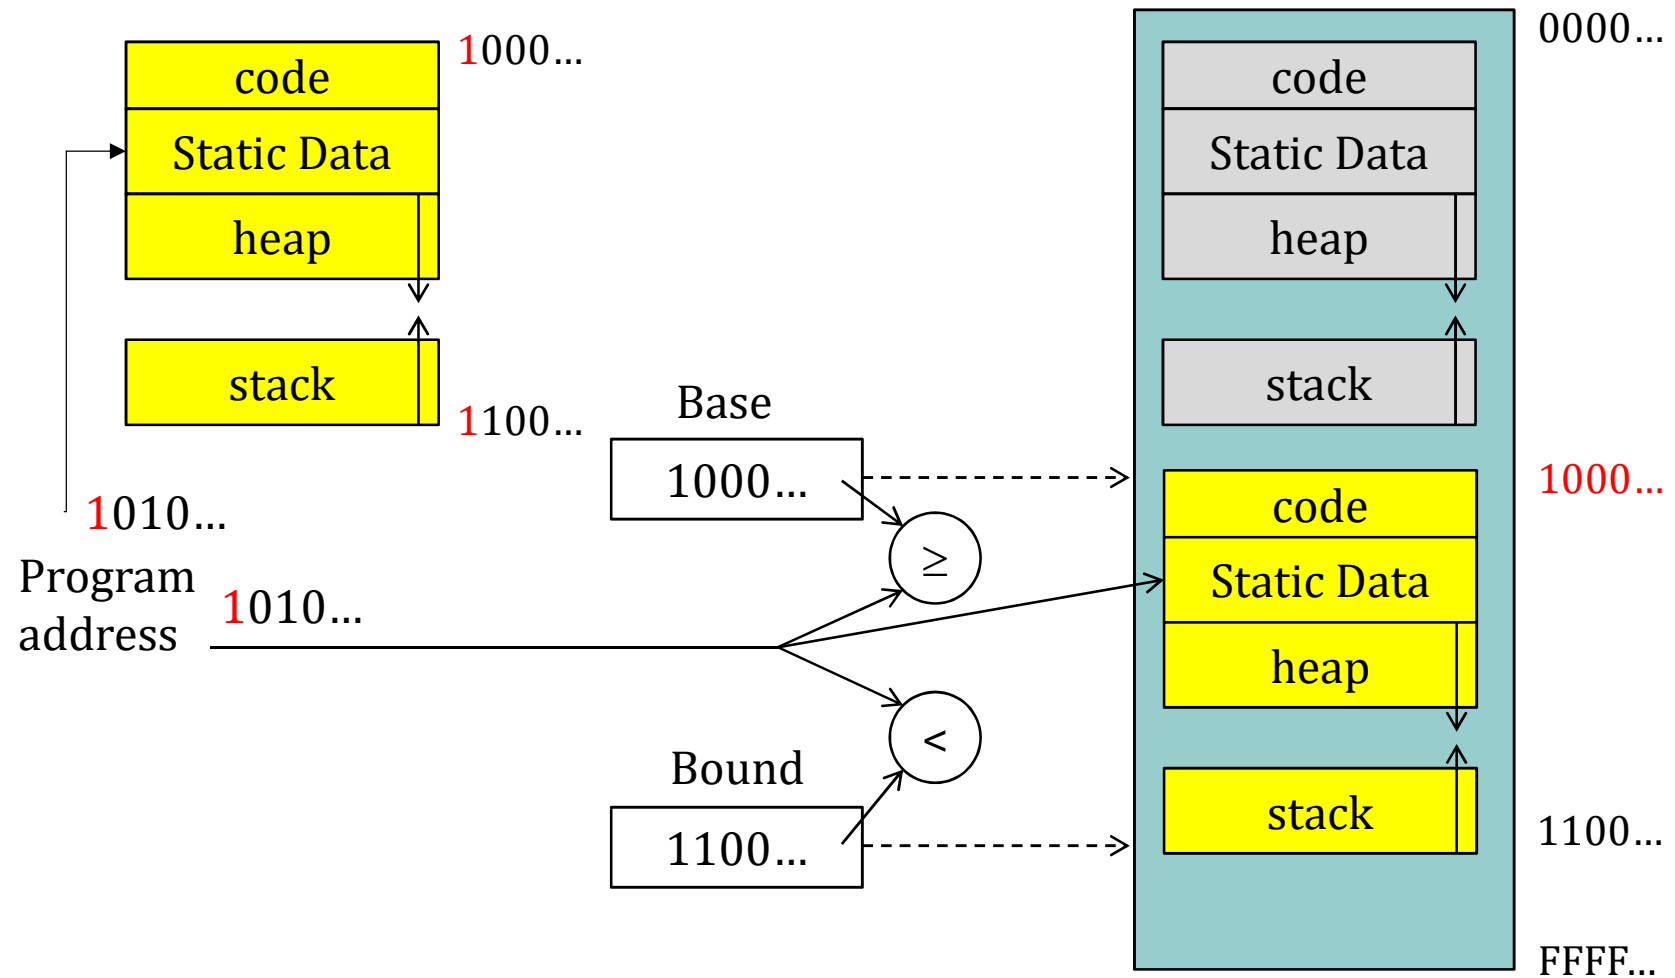 code
Static Data
heap
stack
1000…
1100…
1010…
Program
address
1010…
Base
1000…
≥
<
Bound
1100…
code
Static Data
heap
stack
code
Static Data
heap
stack
0000…
1000…
1100…
FFFF…